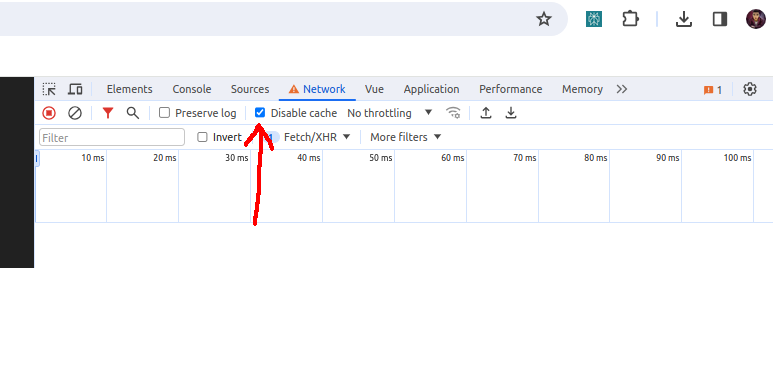 Elements Console Sources Network Vue Application Performance Memory 1
Preserve log Disable cache No throttling
Filter Invert 1 Fetch/XHR More filters
10 ms 20 ms 30 ms 40 ms 50 ms 60 ms 70 ms 80 ms 90 ms 100 ms